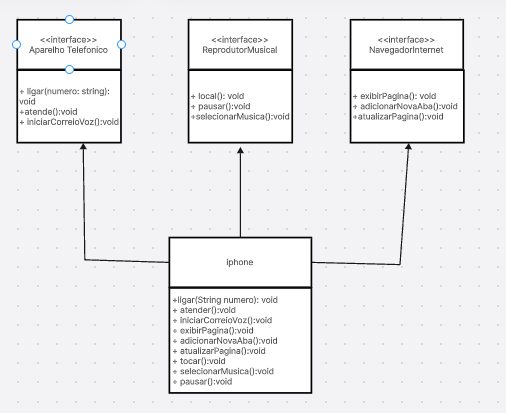 <<interface>>
Aparelho Telefonico
+ ligar(numero: string):
void
+atende():void
+ iniciarCorreioVoz():void
<<interface>>
ReprodutorMusical
+ local(): void
+ pausar():void
+selecionarMusica():void
<<interface>>
NavegadorInternet
+ exibirPagina(): void
+ adicionarNovaAba():void
+atualizarPagina():void
iphone
+ligar(String numero): void
+ atender():void
+ iniciarCorreioVoz():void
+ exibirPagina():void
+ adicionarNovaAba():void
+ atualizarPagina():void
+ tocar():void
+ selecionarMusica():void
+ pausar():void